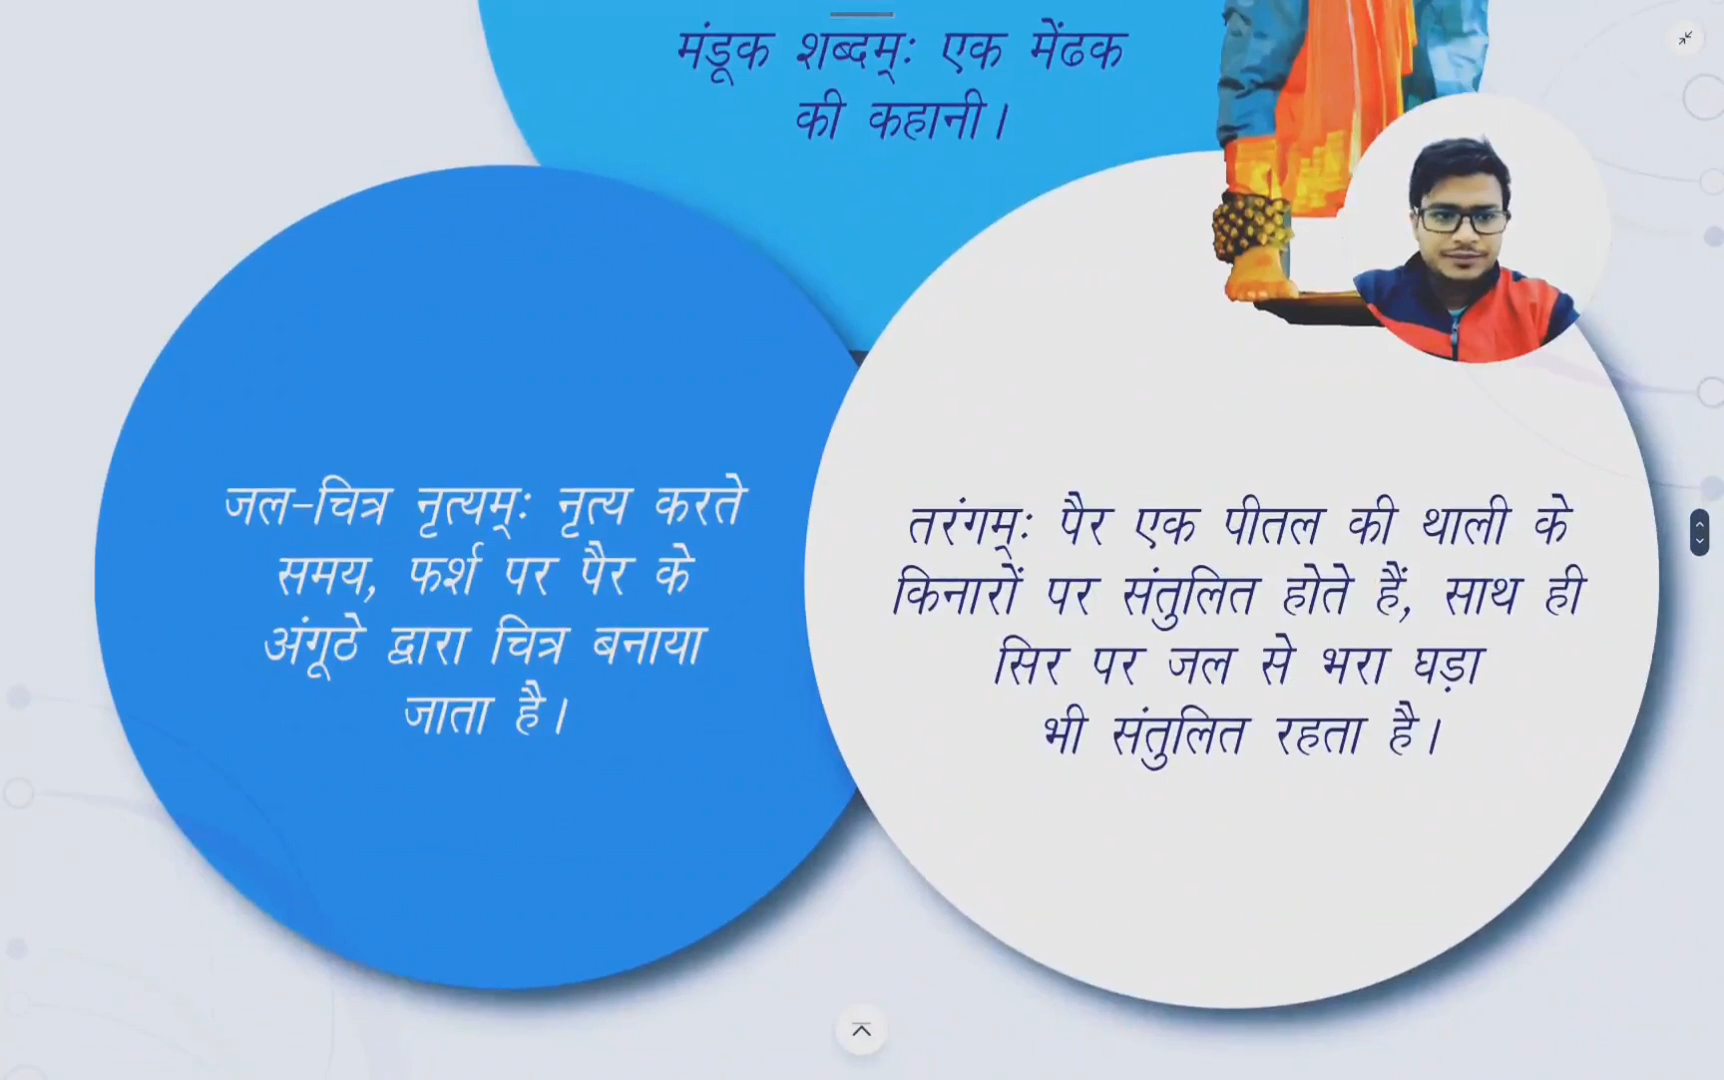 मंडूक शब्दम्: एक मेंढक
की कहानी।
जल-चित्र नृत्यम्: नृत्य करते
समय, फर्श पर पैर के
अंगूठे द्वारा चित्र बनाया
जाता है।
तरंगम्: पैर एक पीतल की थाली के
किनारों पर संतुलित होते हैं, साथ ही
सिर पर जल से भरा घड़ा
भी संतुलित रहता है।